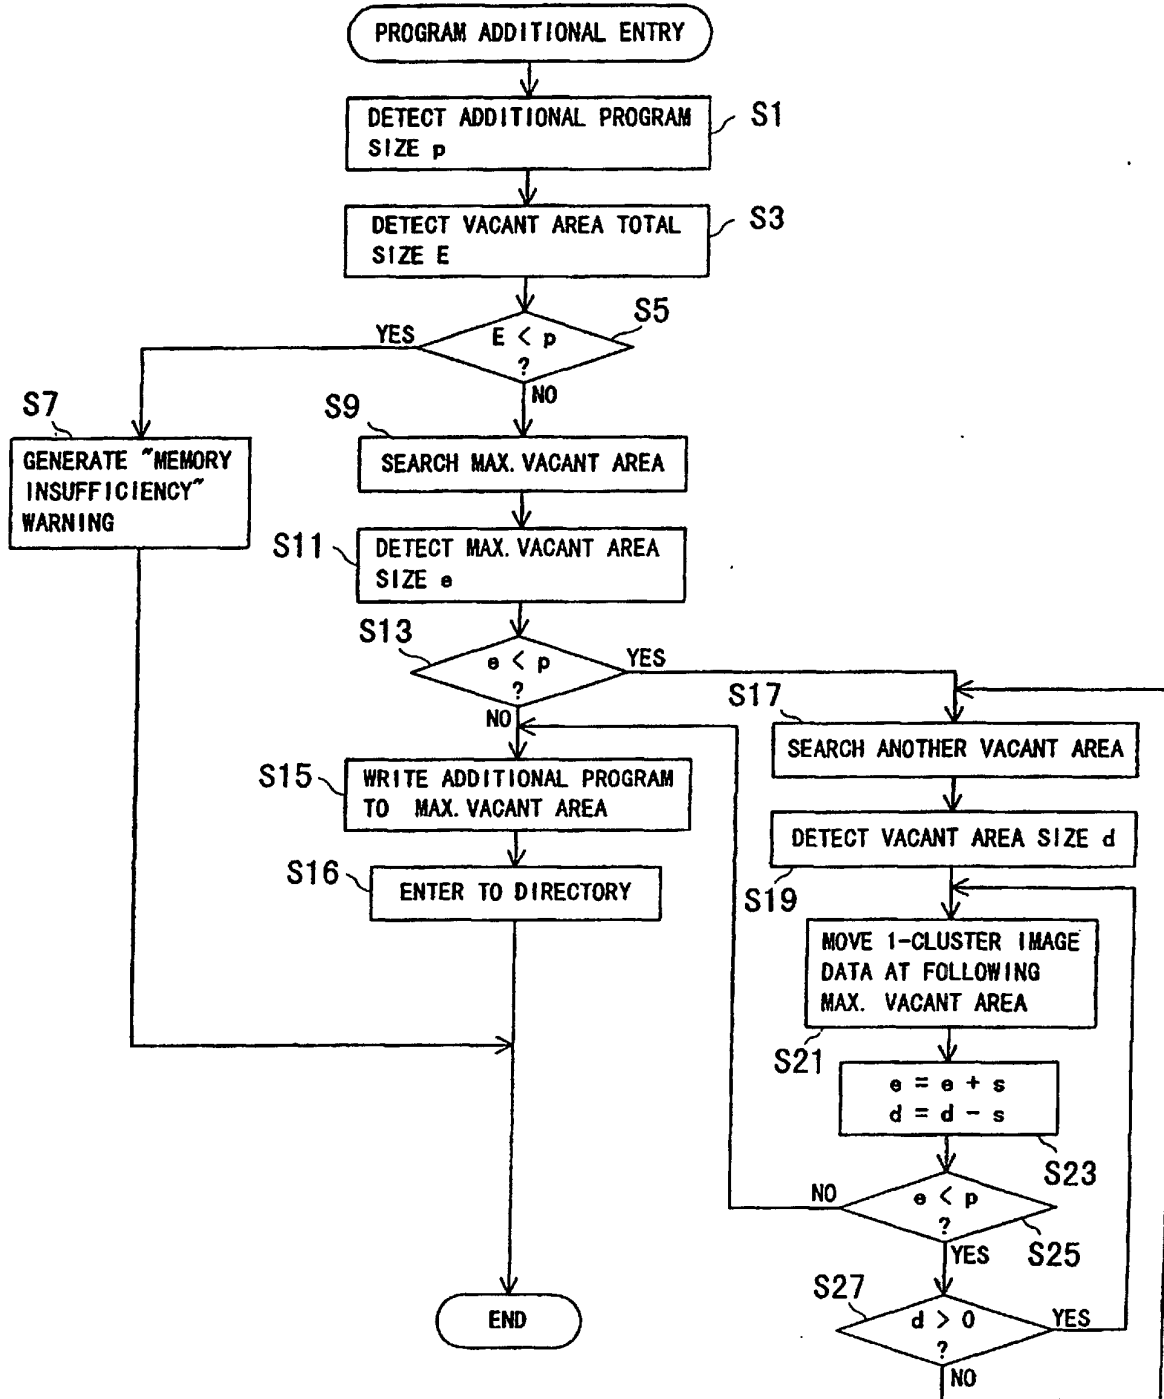 PROGRAM ADDITIONAL ENTRY
DETECT ADDITIONAL PROGRAM
SIZE p
S1
DETECT VACANT AREA TOTAL
SIZE E
S3
E < p
?
S5
YES
NO
S7
GENERATE "MEMORY
INSUFFICIENCY"
WARNING
S9
SEARCH MAX. VACANT AREA
S11
DETECT MAX. VACANT AREA
SIZE e
S13
e < p
?
YES
NO
S15
WRITE ADDITIONAL PROGRAM
TO MAX. VACANT AREA
S16
ENTER TO DIRECTORY
S17
SEARCH ANOTHER VACANT AREA
DETECT VACANT AREA SIZE d
S19
MOVE 1-CLUSTER IMAGE
DATA AT FOLLOWING
MAX. VACANT AREA
S21
e = e + s
d = d - s
S23
e < p
?
NO
S25
YES
S27
d > 0
?
YES
NO
END